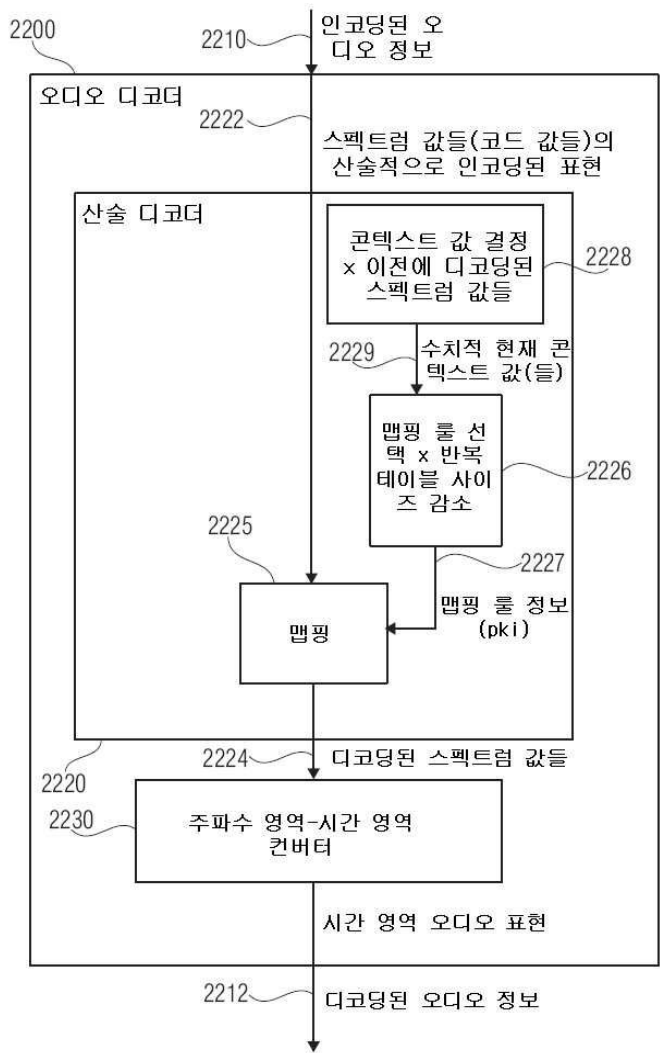 2200
2210
인코딩된 오
디오 정보
오디오 디코더
2222
스펙트럼 값들(코드 값들)의
산술적으로 인코딩된 표현
산술 디코더
콘텍스트 값 결정
x 이전에 디코딩된
스펙트럼 값들
2228
2229
수치적 현재 콘
텍스트 값(들)
맵핑 룰 선
택 x 반복
테이블 사이
즈 감소
2226
2225
2227
맵핑
맵핑 룰 정보
(pki)
2220
2224
디코딩된 스펙트럼 값들
2230
주파수 영역-시간 영역
컨버터
시간 영역 오디오 표현
2212
디코딩된 오디오 정보